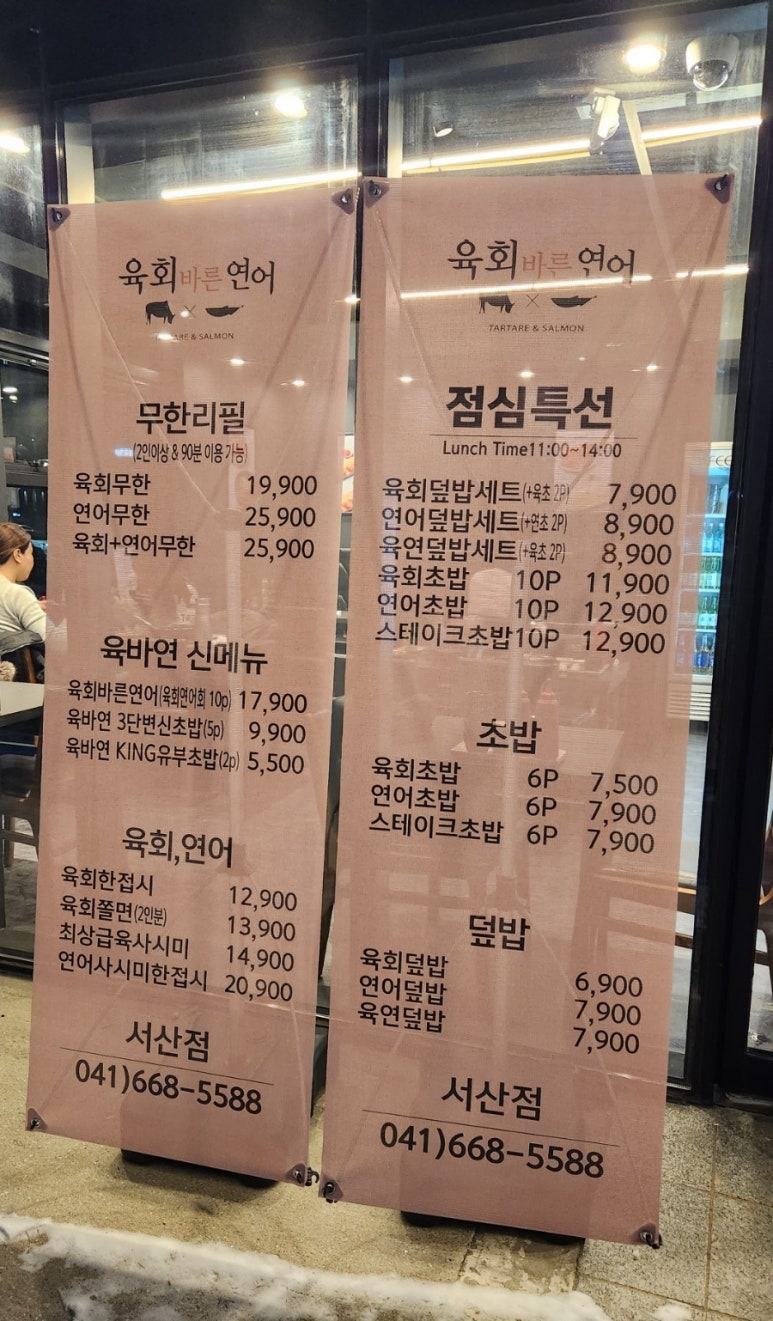 육회바른연어
TARE & SALMON
무한리필
(2인이상 & 90분 이용 가능)
육회무한 19,900
연어무한 25,900
육회+연어무한 25,900
육바연 신메뉴
육회바른연어(육회연어회 10p) 17,900
육바연 3단변신초밥(5p) 9,900
육바연 KING유부초밥(2p) 5,500
육회,연어
육회한접시 12,900
육회쫄면(2인분) 13,900
최상급육사시미 14,900
연어사시미한접시 20,900
서산점
041)668-5588
육회바른연어
TARTARE & SALMON
점심특선
Lunch Time11:00~14:00
육회덮밥세트(+육초 2P) 7,900
연어덮밥세트(+연초 2P) 8,900
육연덮밥세트(+육초 2P) 8,900
육회초밥 10P 11,900
연어초밥 10P 12,900
스테이크초밥 10P 12,900
초밥
육회초밥 6P 7,500
연어초밥 6P 7,900
스테이크초밥 6P 7,900
덮밥
육회덮밥 6,900
연어덮밥 7,900
육연덮밥 7,900
서산점
041)668-5588